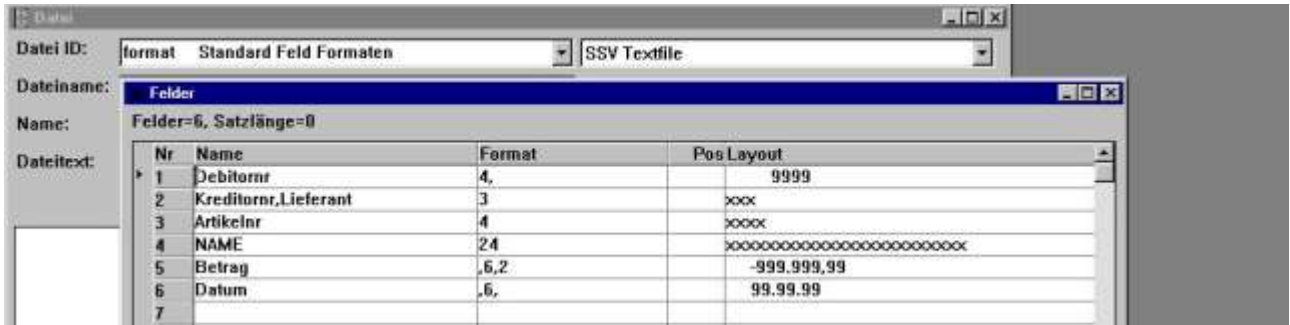 Datei
Datei ID: format Standard Feld Formaten SSV Textfile
Dateiname:
Felder
Name:
Felder=6, Satzlänge=0
Dateitext:
Nr Name Format Pos Layout
1 Debitornr 4, 9999
2 Kreditornr,Lieferant 3 xxx
3 Artikelnr 4 xxxx
4 NAME 24 xxxxxxxxxxxxxxxxxxxxxxxx
5 Betrag ,6,2 -999.999,99
6 Datum ,6, 99.99.99
7